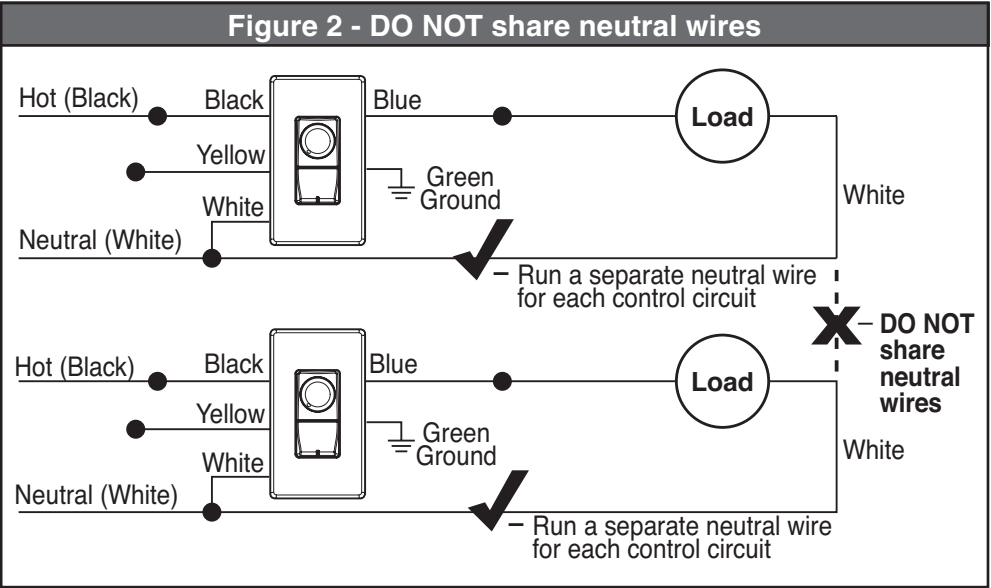 Figure 2 - DO NOT share neutral wires
Hot (Black)
Black
Blue
Load
Yellow
Green
Ground
White
White
Neutral (White)
– Run a separate neutral wire
for each control circuit
– DO NOT
share
neutral
wires
Hot (Black)
Black
Blue
Load
Yellow
Green
Ground
White
White
Neutral (White)
– Run a separate neutral wire
for each control circuit